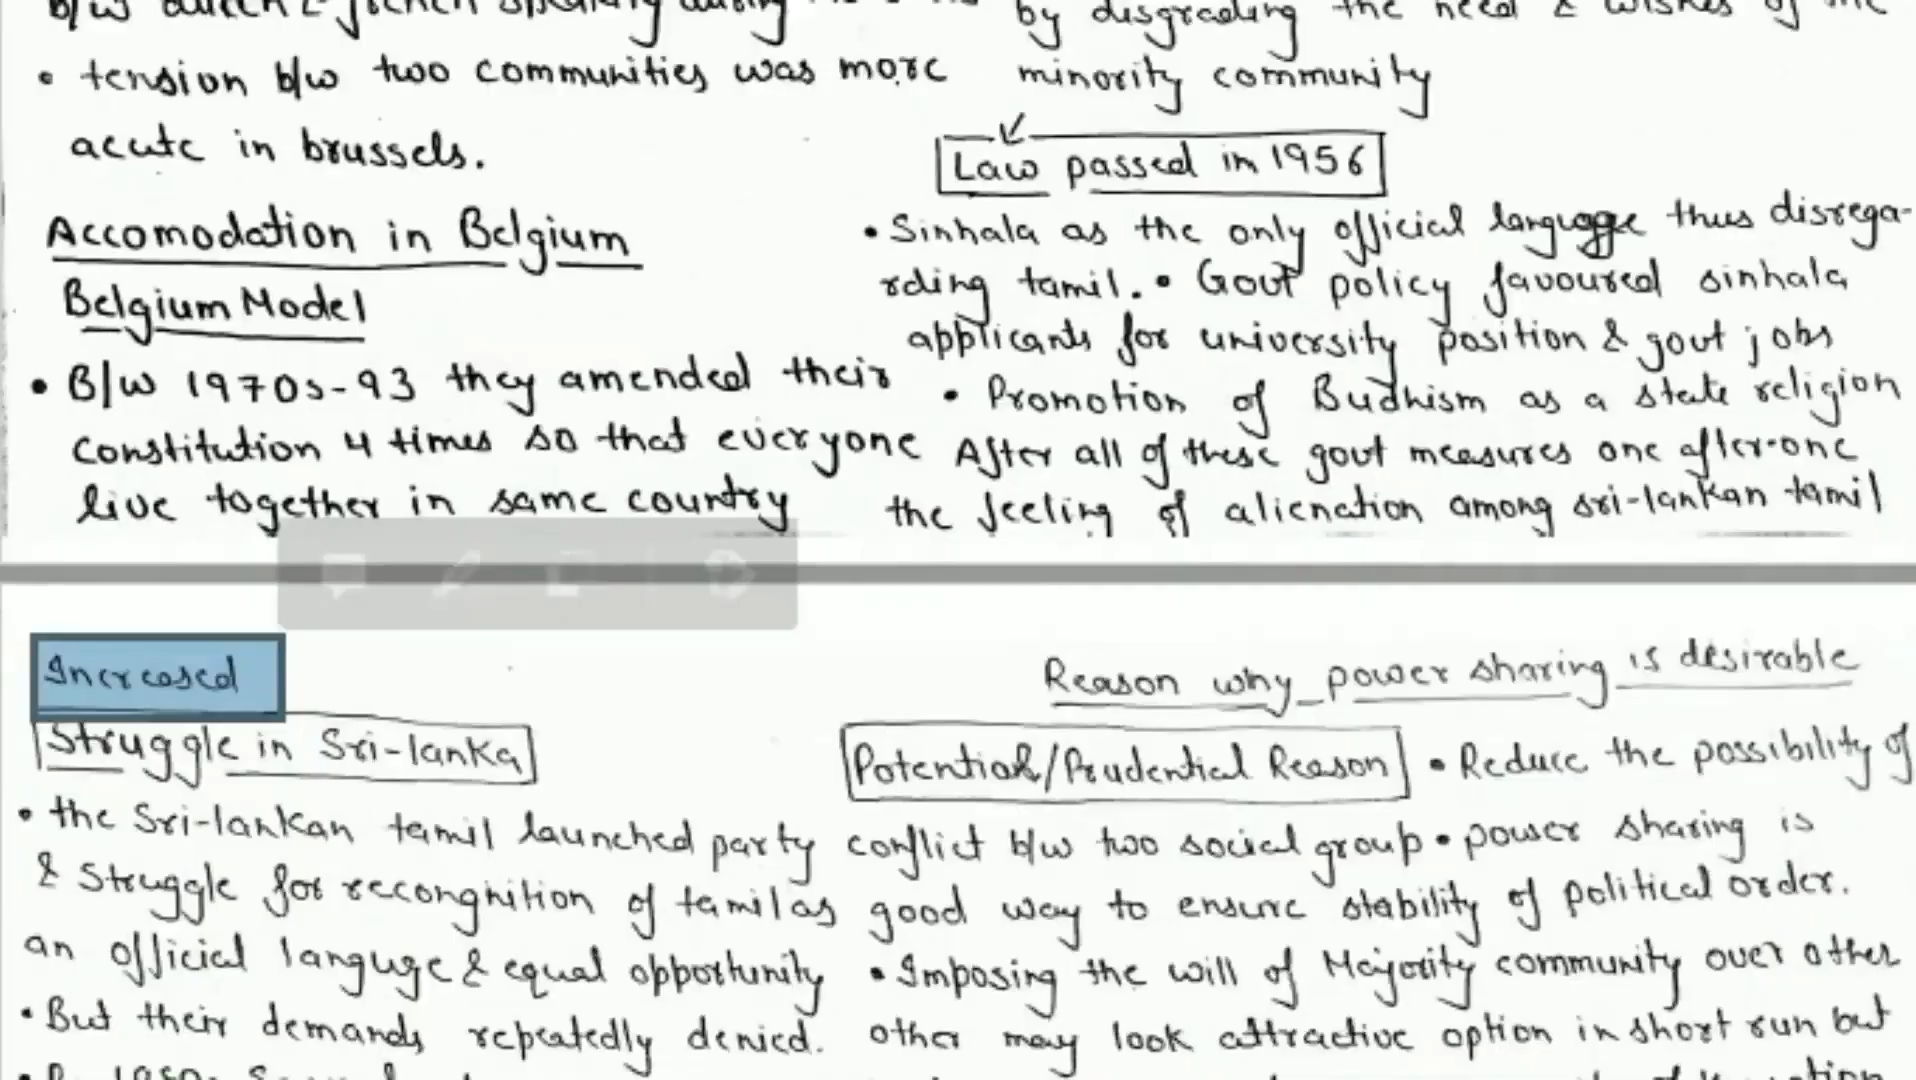 • tension b/w two communities was more
acute in brussels.
Accomodation in Belgium
Belgium Model
• B/w 1970s-93 they amended their
constitution 4 times so that everyone
live together in same country
by disgrading the need & wishes of the
minority community
Law passed in 1956
• Sinhala as the only official language thus disrega-
rding tamil. • Govt policy favoured sinhala
applicants for university position & govt jobs
• Promotion of Budhism as a state religion
After all of these govt measures one after-one
the feeling of alienation among sri-lankan tamil
Increased
Struggle in Sri-lanka
• the Sri-lankan tamil launched party
& Struggle for recongnition of tamil as
an official languge & equal opportunity
• But their demands repeatedly denied.
Reason why power sharing is desirable
Potential/Prudential Reason • Reduce the possibility of
conflict b/w two social group • power sharing is
good way to ensure stability of political order.
• Imposing the will of Majority community over other
other may look attractive option in short run but